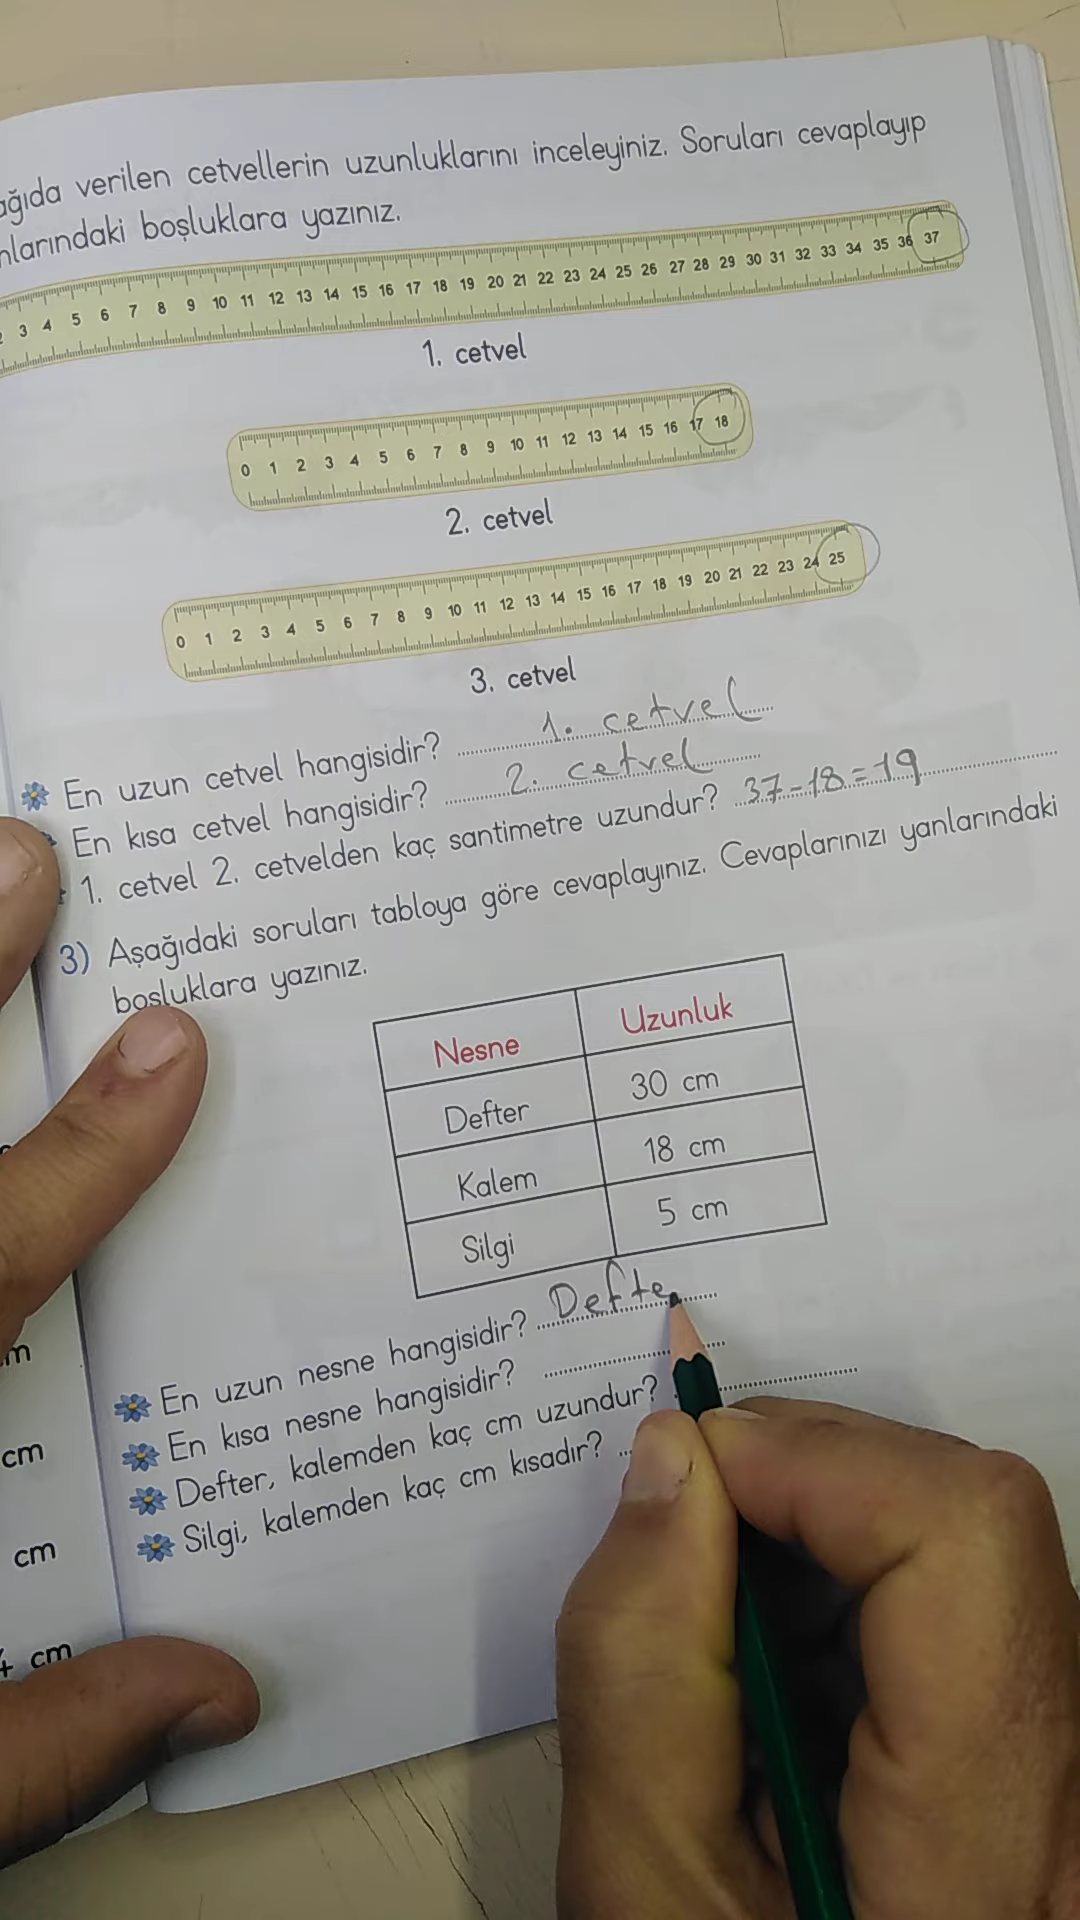 verilen cetvellerin uzunluklarını inceleyiniz. Soruları cevaplayıp
boşluklara yazınız.
3 4 5 6 7 8 9 10 11 12 13 14 15 16 17 18 19 20 21 22 23 24 25 26 27 28 29 30 31 32 33 34 35 36 37
1. cetvel
0 1 2 3 4 5 6 7 8 9 10 11 12 13 14 15 16 17 18
2. cetvel
0 1 2 3 4 5 6 7 8 9 10 11 12 13 14 15 16 17 18 19 20 21 22 23 24 25
3. cetvel
En uzun cetvel hangisidir? 1. cetvel
En kısa cetvel hangisidir? 2. cetvel
1. cetvel 2. cetvelden kaç santimetre uzundur? 37-18=19
3) Aşağıdaki soruları tabloya göre cevaplayınız. Cevaplarınızı yanlarındaki
boşluklara yazınız.
Nesne Uzunluk
Defter 30 cm
Kalem 18 cm
Silgi 5 cm
En uzun nesne hangisidir? Defte
En kısa nesne hangisidir?
Defter, kalemden kaç cm uzundur?
Silgi, kalemden kaç cm kısadır?
m
cm
cm
cm